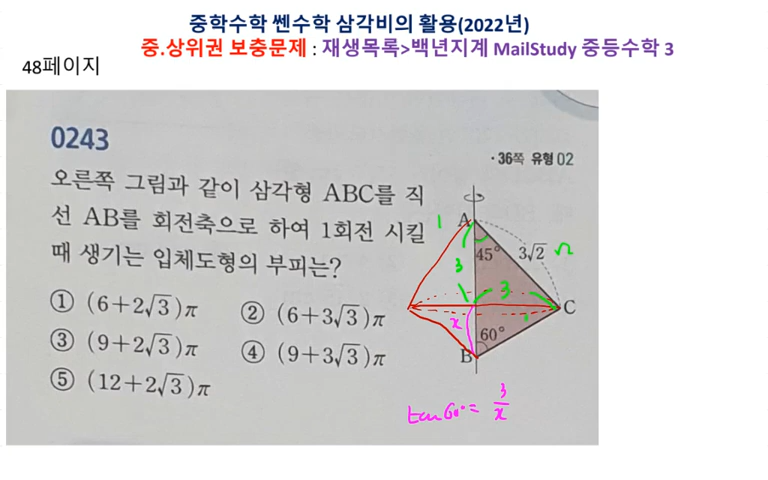 중학수학 쎈수학 삼각비의 활용(2022년)
중.상위권 보충문제 : 재생목록>백년지계 MailStudy 중등수학 3
48페이지
0243
· 36쪽 유형 02
오른쪽 그림과 같이 삼각형 ABC를 직
선 AB를 회전축으로 하여 1회전 시킬
때 생기는 입체도형의 부피는?
① (6+2√3)π ② (6+3√3)π
③ (9+2√3)π ④ (9+3√3)π
⑤ (12+2√3)π
A
1
45° 3√2
3
3
C
x
60°
B
tan60°= 3/x